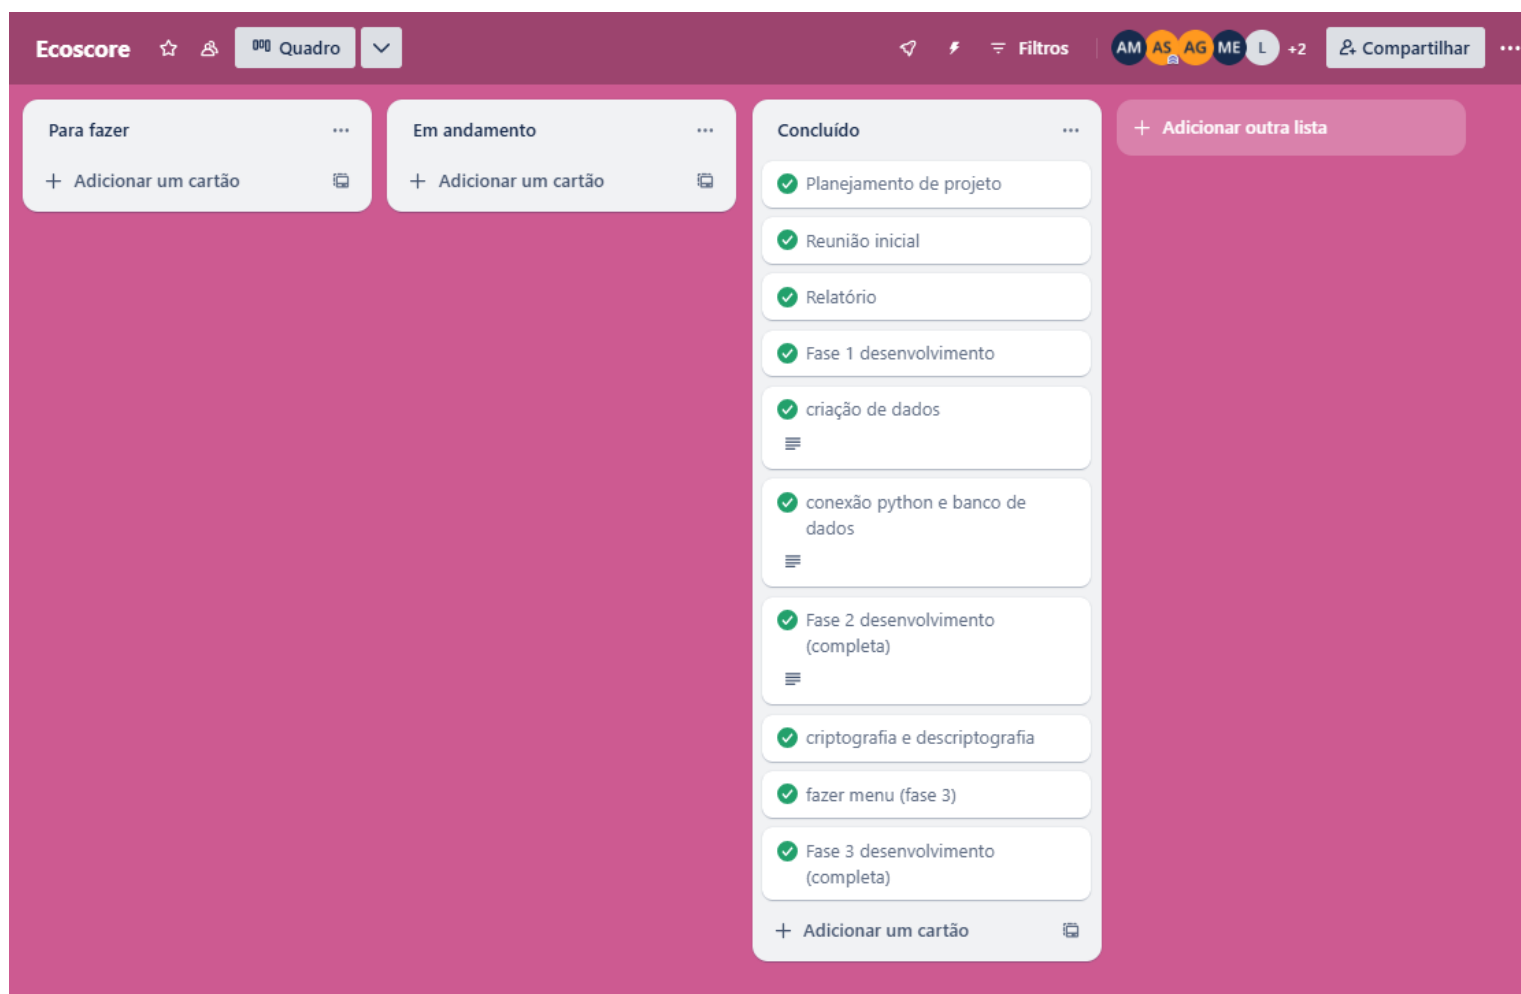 Ecoscore
Quadro
Filtros
AM AS AG ME L +2
Compartilhar
Para fazer
Adicionar um cartão
Em andamento
Adicionar um cartão
Concluído
Planejamento de projeto
Reunião inicial
Relatório
Fase 1 desenvolvimento
criação de dados
conexão python e banco de
dados
Fase 2 desenvolvimento
(completa)
criptografia e descriptografia
fazer menu (fase 3)
Fase 3 desenvolvimento
(completa)
Adicionar um cartão
Adicionar outra lista